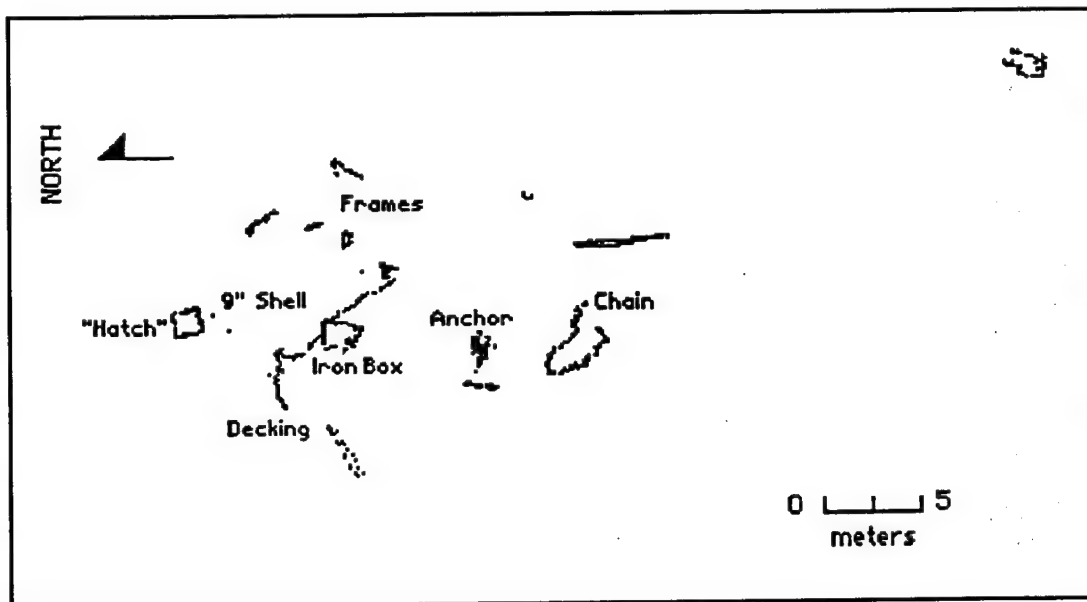 NORTH
Frames
9" Shell
"Hatch"
Anchor
Chain
Iron Box
Decking
0 5
meters